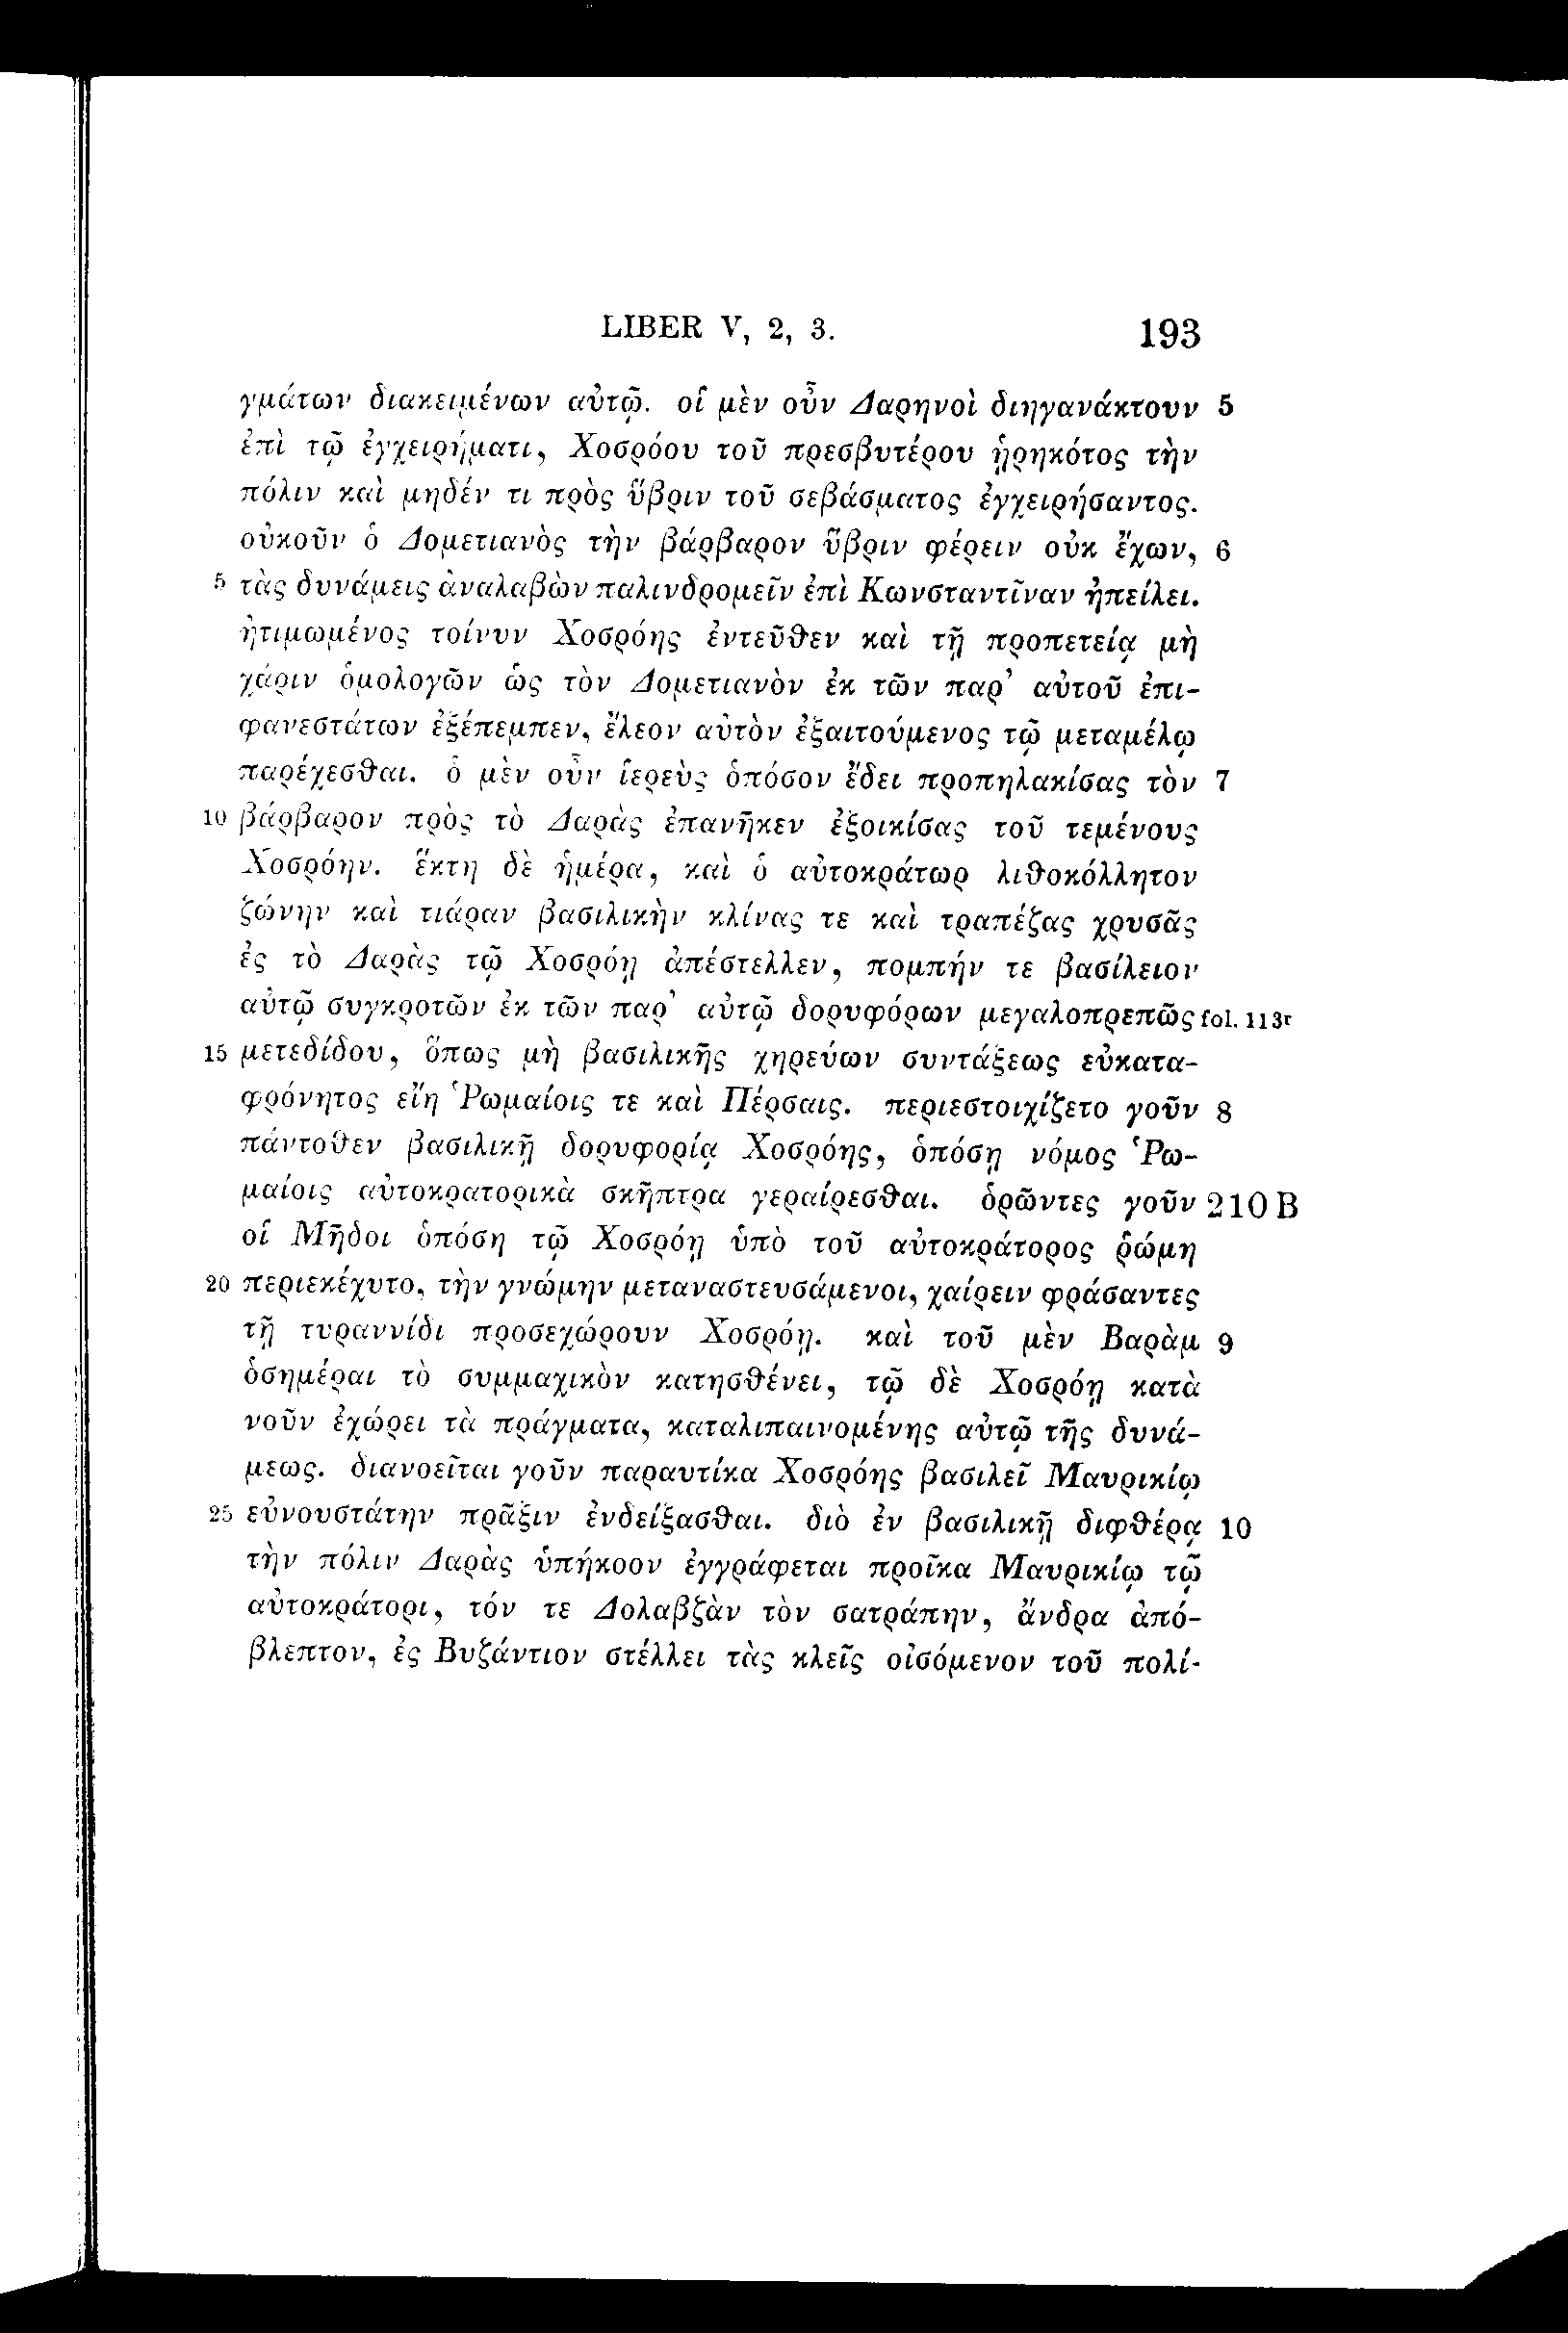 LIBER V, 2, 3. 193
γμάτων διακειμένων αὐτῷ. οἱ μὲν οὖν Δαρηνοὶ διηγανάκτουν 5
ἐπὶ τῷ ἐγχειρήματι, Χοσρόου τοῦ πρεσβυτέρου ᾑρηκότος τὴν
πόλιν καὶ μηδέν τι πρὸς ὕβριν τοῦ σεβάσματος ἐγχειρήσαντος.
οὐκοῦν ὁ Δομετιανὸς τὴν βάρβαρον ὕβριν φέρειν οὐκ ἔχων, 6
5 τὰς δυνάμεις ἀναλαβὼν παλινδρομεῖν ἐπὶ Κωνσταντῖναν ἠπείλει.
ἠτιμωμένος τοίνυν Χοσρόης ἐντεῦθεν καὶ τῇ προπετείᾳ μὴ
χάριν ὁμολογῶν ὡς τὸν Δομετιανὸν ἐκ τῶν παρ’ αὐτοῦ ἐπι-
φανεστάτων ἐξέπεμπεν, ἔλεον αὐτὸν ἐξαιτούμενος τῷ μεταμέλῳ
παρέχεσθαι. ὁ μὲν οὖν ἱερεὺς ὁπόσον ἔδει προπηλακίσας τὸν 7
10 βάρβαρον πρὸς τὸ Δαρὰς ἐπανῆκεν ἐξοικίσας τοῦ τεμένους
Χοσρόην. ἕκτῃ δὲ ἡμέρᾳ, καὶ ὁ αὐτοκράτωρ λιθοκόλλητον
ζώνην καὶ τιάραν βασιλικὴν κλίνας τε καὶ τραπέζας χρυσᾶς
ἐς τὸ Δαρὰς τῷ Χοσρόῃ ἀπέστελλεν, πομπήν τε βασίλειον
αὐτῷ συγκροτῶν ἐκ τῶν παρ’ αὐτῷ δορυφόρων μεγαλοπρεπῶς fol. 113r
15 μετεδίδου, ὅπως μὴ βασιλικῆς χηρεύων συντάξεως εὐκατα-
φρόνητος εἴη Ῥωμαίοις τε καὶ Πέρσαις. περιεστοιχίζετο γοῦν 8
πάντοθεν βασιλικῇ δορυφορίᾳ Χοσρόης, ὁπόσῃ νόμος Ῥω-
μαίοις αὐτοκρατορικὰ σκῆπτρα γεραίρεσθαι. ὁρῶντες γοῦν 210 B
οἱ Μῆδοι ὁπόση τῷ Χοσρόῃ ὑπὸ τοῦ αὐτοκράτορος ῥώμη
20 περιεκέχυτο, τὴν γνώμην μεταναστευσάμενοι, χαίρειν φράσαντες
τῇ τυραννίδι προσεχώρουν Χοσρόῃ. καὶ τοῦ μὲν Βαρὰμ 9
ὁσημέραι τὸ συμμαχικὸν κατησθένει, τῷ δὲ Χοσρόῃ κατὰ
νοῦν ἐχώρει τὰ πράγματα, καταλιπαινομένης αὐτῷ τῆς δυνά-
μεως. διανοεῖται γοῦν παραυτίκα Χοσρόης βασιλεῖ Μαυρικίῳ
25 εὐνουστάτην πρᾶξιν ἐνδείξασθαι. διὸ ἐν βασιλικῇ διφθέρᾳ 10
τὴν πόλιν Δαρὰς ὑπήκοον ἐγγράφεται προῖκα Μαυρικίῳ τῷ
αὐτοκράτορι, τόν τε Δολαβζὰν τὸν σατράπην, ἄνδρα ἀπό-
βλεπτον, ἐς Βυζάντιον στέλλει τὰς κλεῖς οἰσόμενον τοῦ πολί-